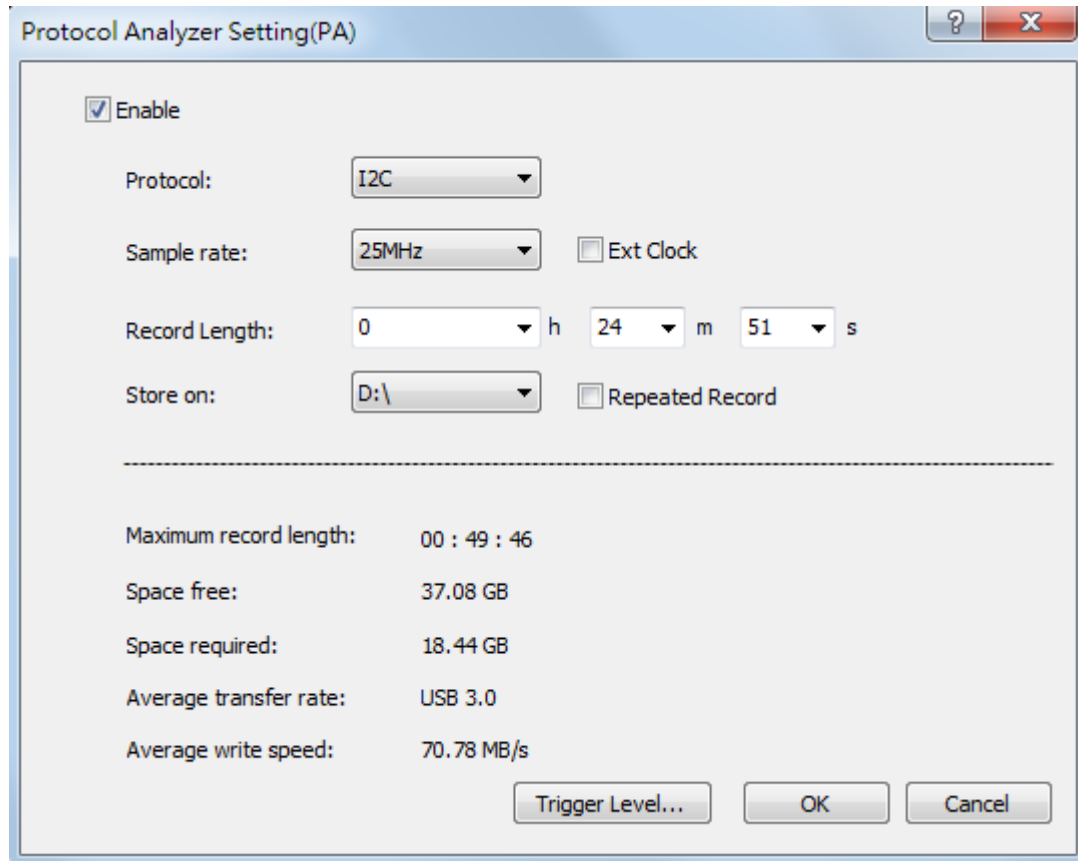 Protocol Analyzer Setting(PA)
Enable
Protocol: I2C
Sample rate: 25MHz Ext Clock
Record Length: 0 h 24 m 51 s
Store on: D:\ Repeated Record
Maximum record length: 00 : 49 : 46
Space free: 37.08 GB
Space required: 18.44 GB
Average transfer rate: USB 3.0
Average write speed: 70.78 MB/s
Trigger Level... OK Cancel